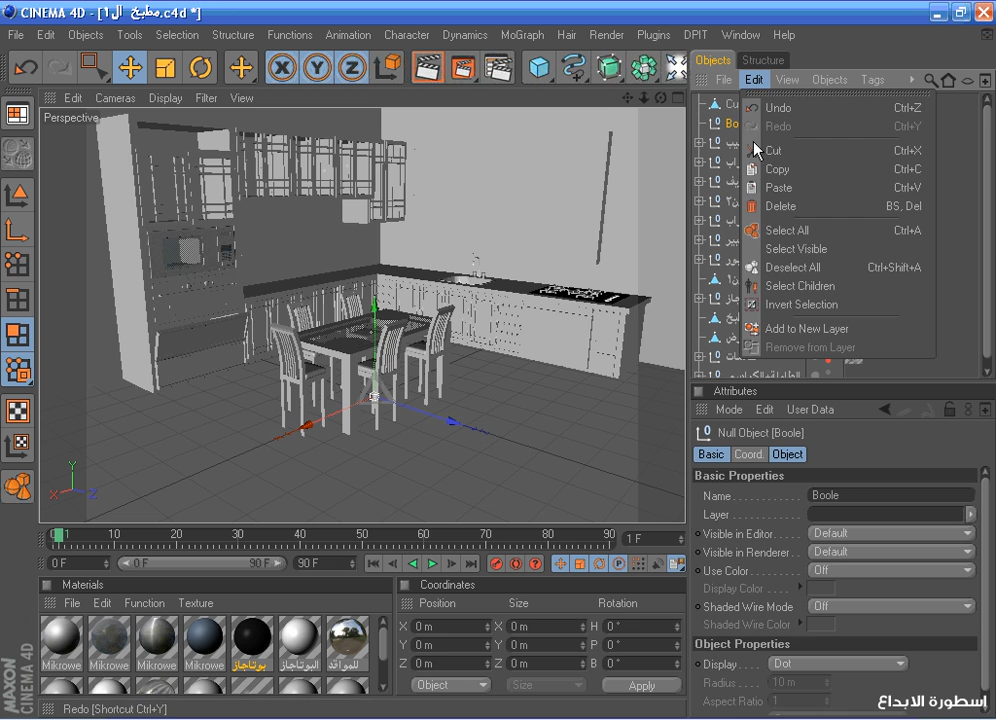 CINEMA 4D - [مطبخ ال1.c4d *]
File Edit Objects Tools Selection Structure Functions Animation Character Dynamics MoGraph Hair Render Plugins DPIT Window Help
Objects Structure
File Edit View Objects Tags
Edit Cameras Display Filter View
Perspective
Undo Ctrl+Z
Redo Ctrl+Y
Cut Ctrl+X
Copy Ctrl+C
Paste Ctrl+V
Delete BS, Del
Select All Ctrl+A
Select Visible
Deselect All Ctrl+Shift+A
Select Children
Invert Selection
Add to New Layer
Remove from Layer
Attributes
Mode Edit User Data
Null Object [Boole]
Basic Coord. Object
Basic Properties
Name Boole
Layer
Visible in Editor Default
Visible in Renderer Default
Use Color Off
Display Color
Shaded Wire Mode Off
Shaded Wire Color
Object Properties
Display Dot
Radius 10 m
Aspect Ratio 1
Y
X Z
0 10 20 30 40 50 60 70 80 90 1 F
0 F 0 F 90 F 90 F
Materials
File Edit Function Texture
Mikrowe Mikrowe Mikrowe Mikrowe بوتاجاز البوتاجاز للمواقد
Coordinates
Position Size Rotation
X 0 m X 0 m H 0 °
Y 0 m Y 0 m P 0 °
Z 0 m Z 0 m B 0 °
Object Size Apply
MAXON
CINEMA 4D
Redo [Shortcut Ctrl+Y]
اسطورة الابداع